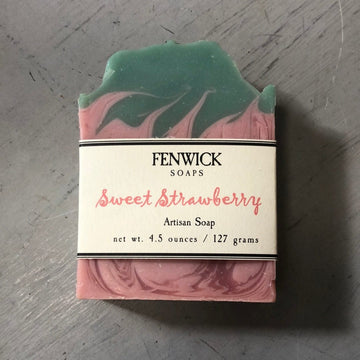 FENWICK
SOAPS
Sweet Strawberry
Artisan Soap
net wt. 4.5 ounces / 127 grams